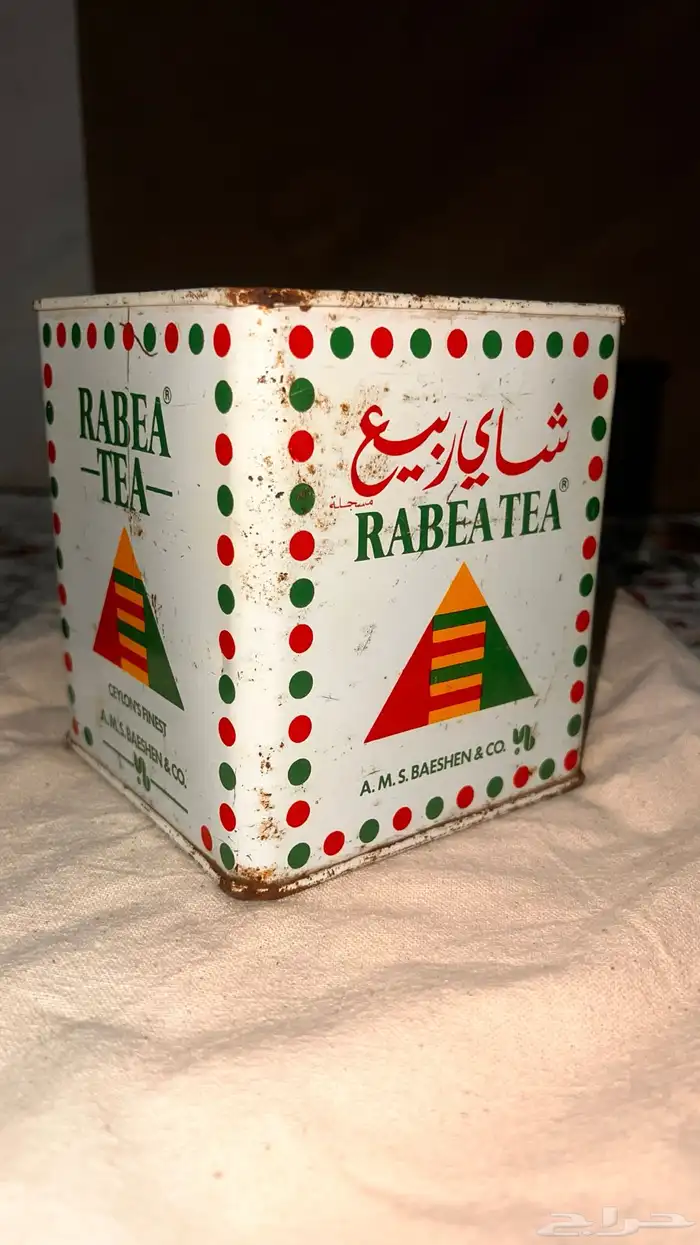 RABEA®
TEA
CEYLON'S FINEST
A.M.S. BAESHEN & CO.
شاي ربيع
مسجلة
RABEA TEA®
A. M. S. BAESHEN & CO.
حراج